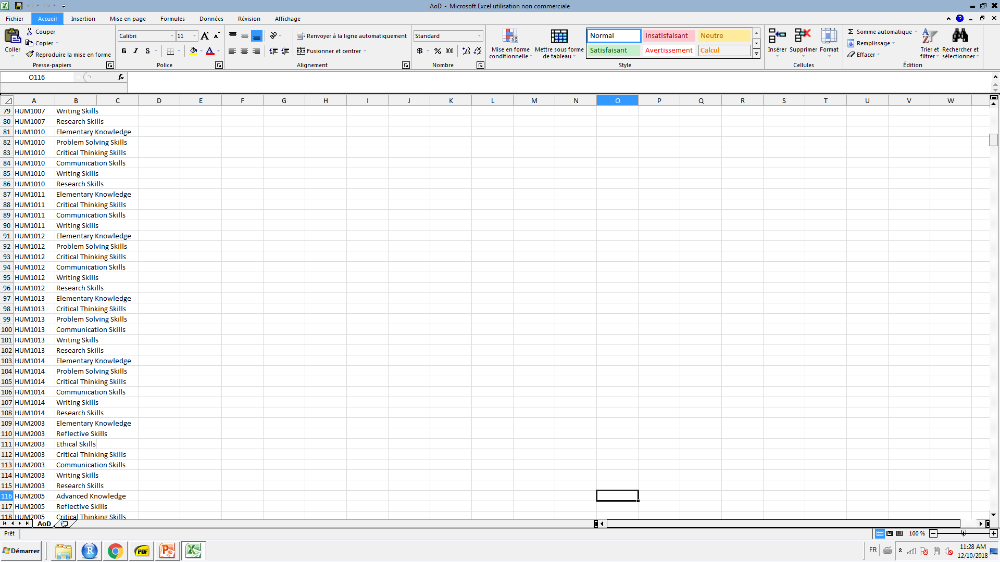 AoD - Microsoft Excel utilisation non commerciale
Fichier Accueil Insertion Mise en page Formules Données Révision Affichage
Coller
Couper
Copier
Reproduire la mise en forme
Presse-papiers
Calibri 11
G I S
Police
Renvoyer à la ligne automatiquement
Fusionner et centrer
Alignement
Standard
$ % 000
Nombre
Mise en forme conditionnelle
Mettre sous forme de tableau
Normal Insatisfaisant Neutre
Satisfaisant Avertissement Calcul
Style
Insérer Supprimer Format
Cellules
Somme automatique
Remplissage
Effacer
Trier et filtrer
Rechercher et sélectionner
Édition
O116 fx
A B C D E F G H I J K L M N O P Q R S T U V W
79 HUM1007 Writing Skills
80 HUM1007 Research Skills
81 HUM1010 Elementary Knowledge
82 HUM1010 Problem Solving Skills
83 HUM1010 Critical Thinking Skills
84 HUM1010 Communication Skills
85 HUM1010 Writing Skills
86 HUM1010 Research Skills
87 HUM1011 Elementary Knowledge
88 HUM1011 Critical Thinking Skills
89 HUM1011 Communication Skills
90 HUM1011 Writing Skills
91 HUM1012 Elementary Knowledge
92 HUM1012 Problem Solving Skills
93 HUM1012 Critical Thinking Skills
94 HUM1012 Communication Skills
95 HUM1012 Writing Skills
96 HUM1012 Research Skills
97 HUM1013 Elementary Knowledge
98 HUM1013 Critical Thinking Skills
99 HUM1013 Problem Solving Skills
100 HUM1013 Communication Skills
101 HUM1013 Writing Skills
102 HUM1013 Research Skills
103 HUM1014 Elementary Knowledge
104 HUM1014 Problem Solving Skills
105 HUM1014 Critical Thinking Skills
106 HUM1014 Communication Skills
107 HUM1014 Writing Skills
108 HUM1014 Research Skills
109 HUM2003 Elementary Knowledge
110 HUM2003 Reflective Skills
111 HUM2003 Ethical Skills
112 HUM2003 Critical Thinking Skills
113 HUM2003 Communication Skills
114 HUM2003 Writing Skills
115 HUM2003 Research Skills
116 HUM2005 Advanced Knowledge
117 HUM2005 Reflective Skills
118 HUM2005 Critical Thinking Skills
AoD
Prêt 100 %
Démarrer R PDF FR 11:28 AM
12/10/2018